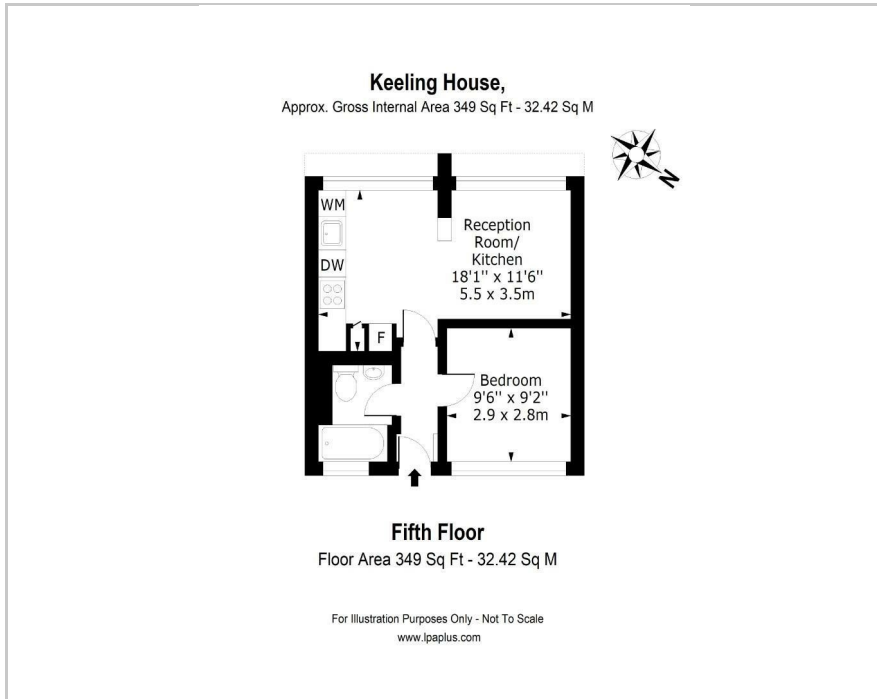 Keeling House,
Approx. Gross Internal Area 349 Sq Ft - 32.42 Sq M
N
WM
DW
F
Reception
Room/
Kitchen
18'1" x 11'6"
5.5 x 3.5m
Bedroom
9'6" x 9'2"
2.9 x 2.8m
Fifth Floor
Floor Area 349 Sq Ft - 32.42 Sq M
For Illustration Purposes Only - Not To Scale
www.lpaplus.com